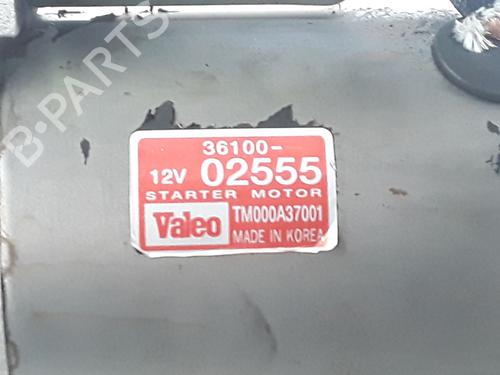 B-PARTS
36100-
12V 02555
STARTER MOTOR
Valeo TM000A37001
MADE IN KOREA